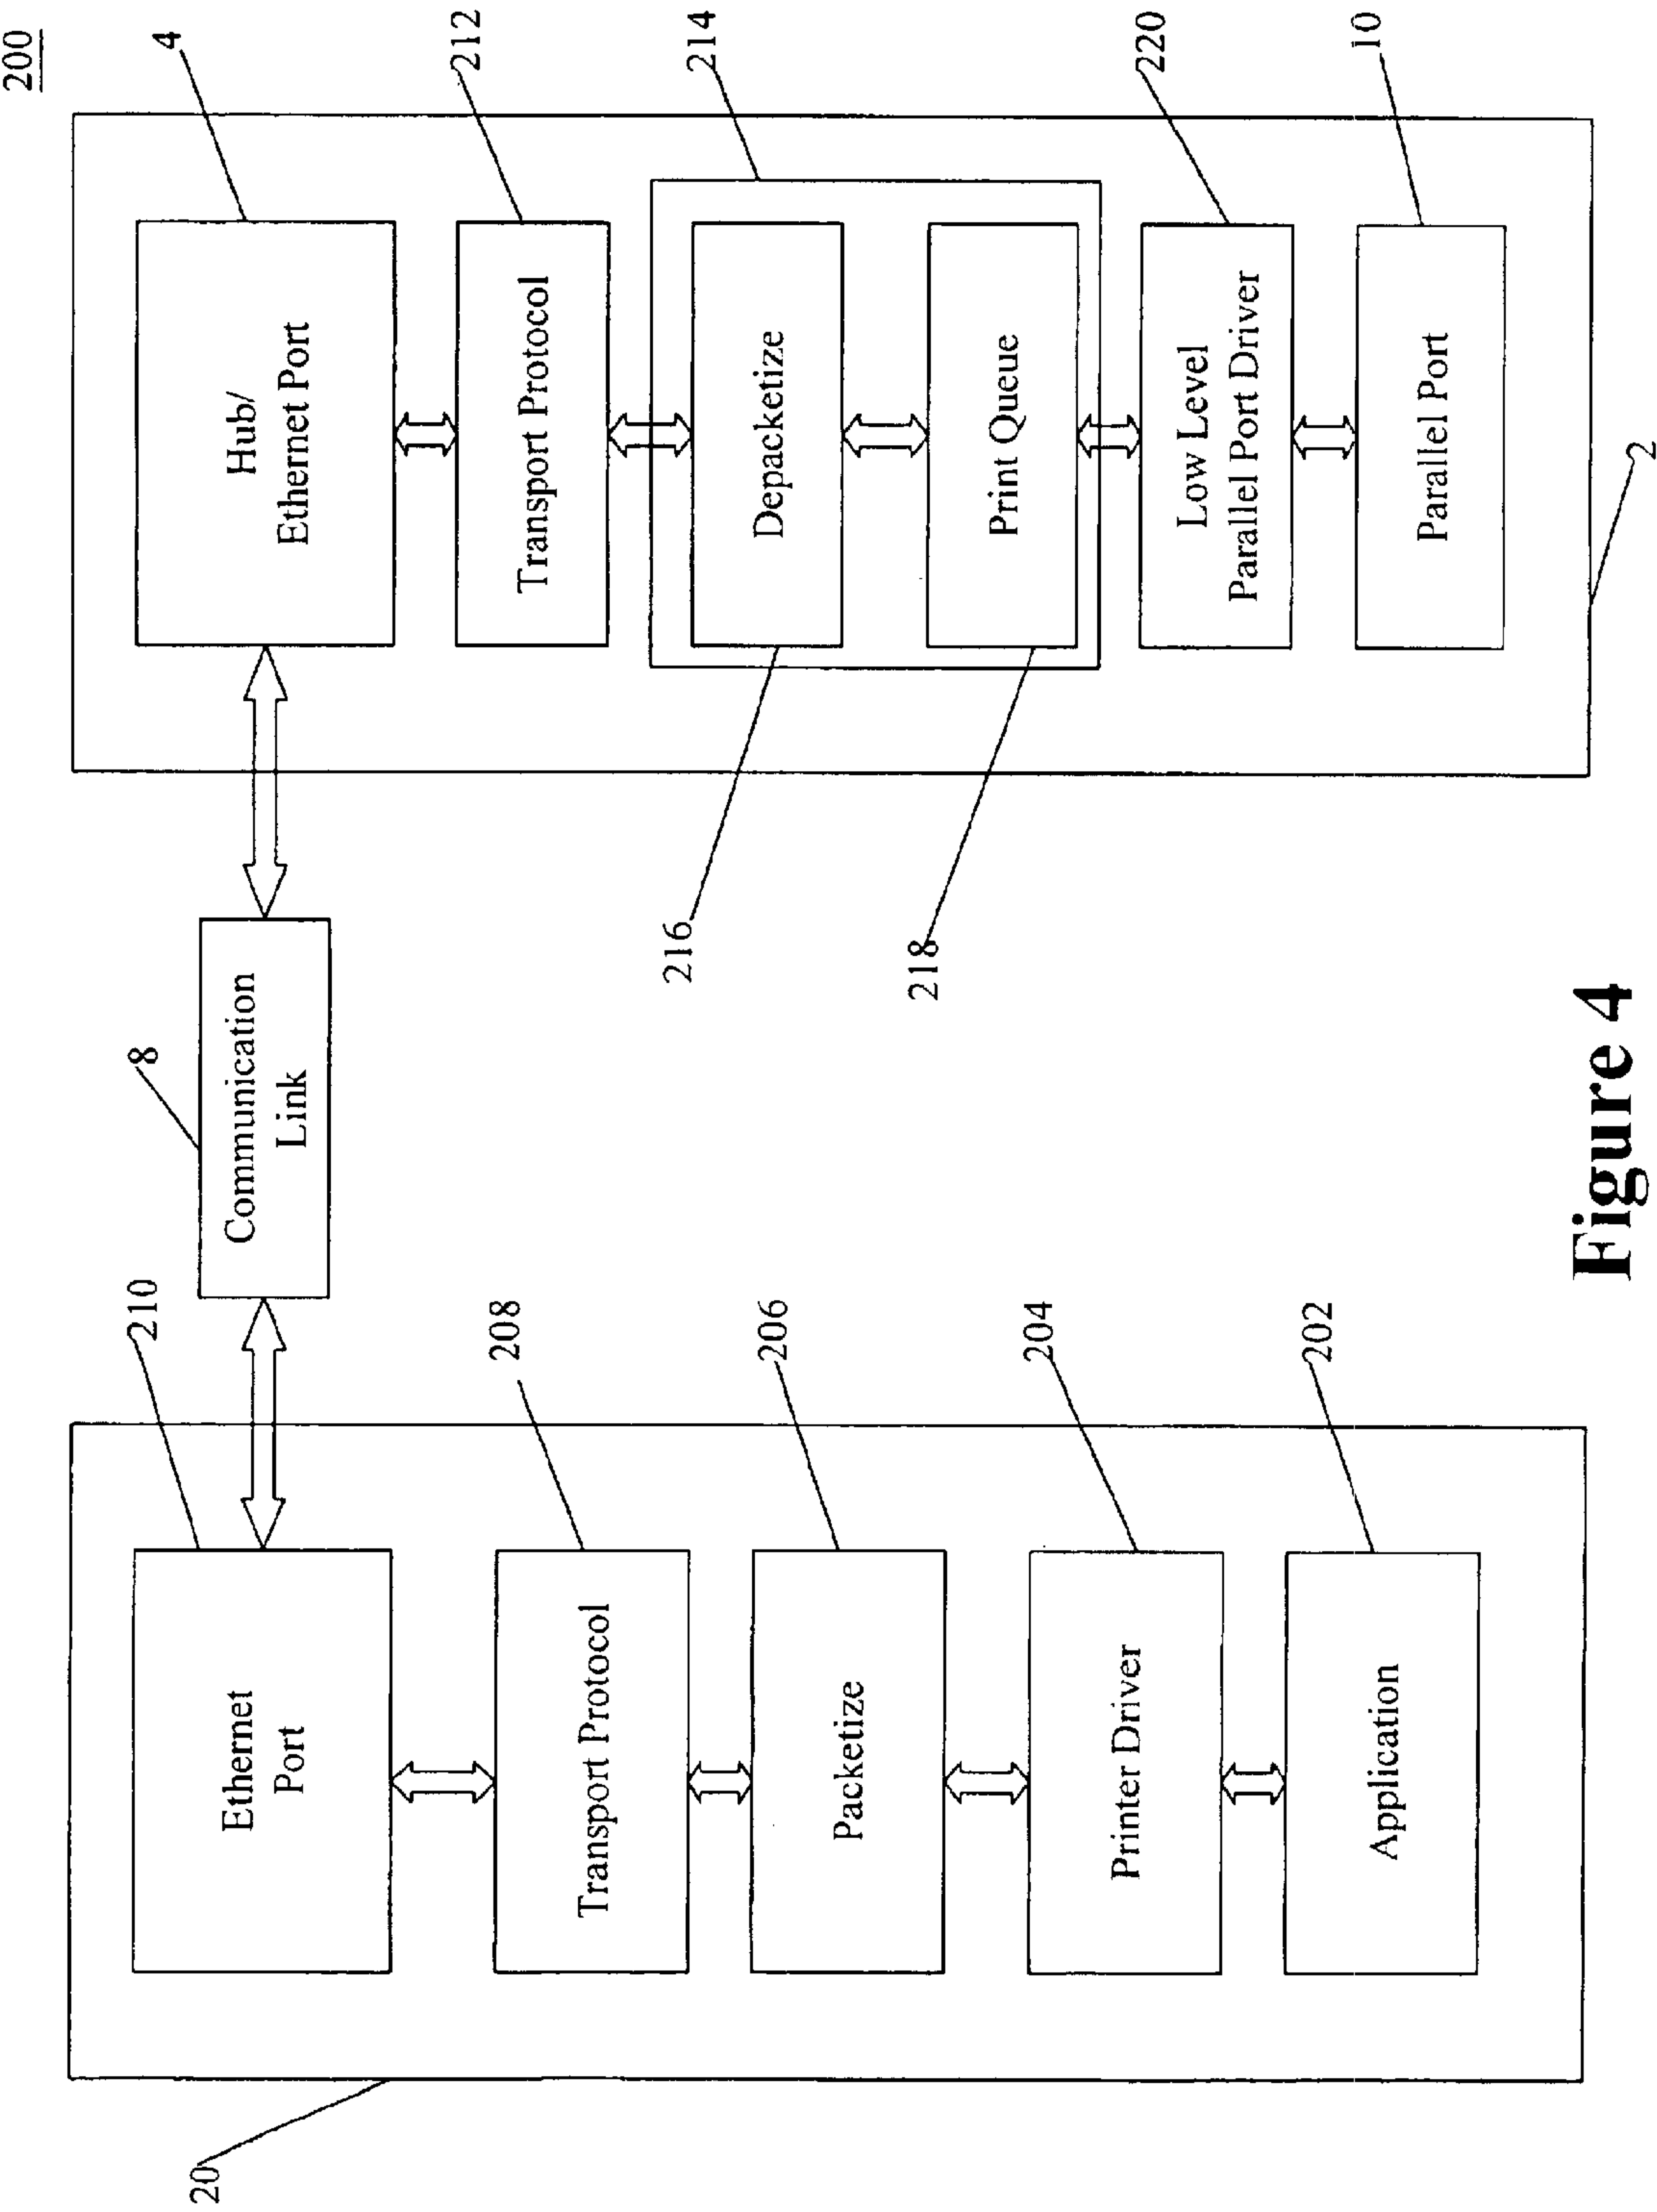 200
210
Ethernet
Port
208
Transport Protocol
206
Packetize
204
Printer Driver
202
Application
20
8
Communication
Link
4
Hub/
Ethernet Port
212
Transport Protocol
214
216
Depacketize
218
Print Queue
220
Low Level
Parallel Port Driver
10
Parallel Port
2
Figure 4